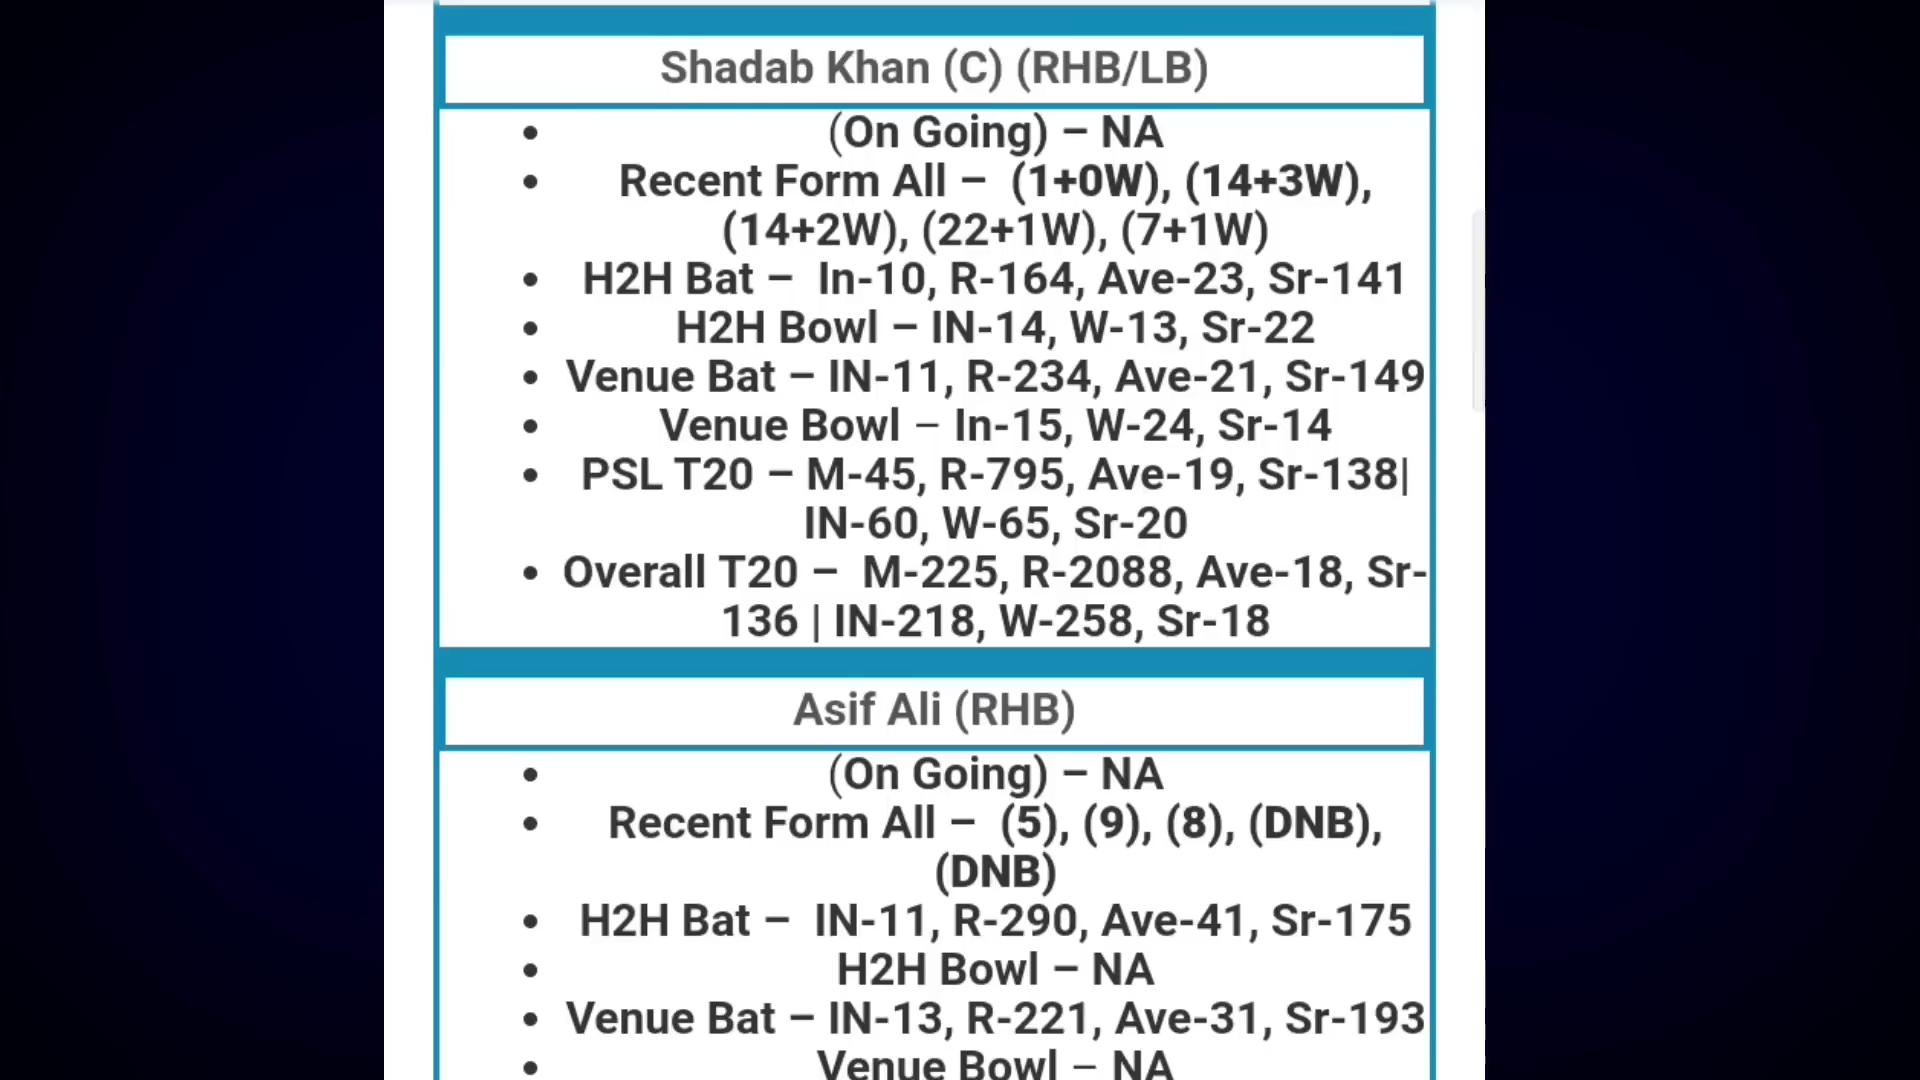 Shadab Khan (C) (RHB/LB)
• (On Going) – NA
• Recent Form All – (1+0W), (14+3W),
(14+2W), (22+1W), (7+1W)
• H2H Bat – In-10, R-164, Ave-23, Sr-141
• H2H Bowl – IN-14, W-13, Sr-22
• Venue Bat – IN-11, R-234, Ave-21, Sr-149
• Venue Bowl – In-15, W-24, Sr-14
• PSL T20 – M-45, R-795, Ave-19, Sr-138|
IN-60, W-65, Sr-20
• Overall T20 – M-225, R-2088, Ave-18, Sr-
136 | IN-218, W-258, Sr-18
Asif Ali (RHB)
• (On Going) – NA
• Recent Form All – (5), (9), (8), (DNB),
(DNB)
• H2H Bat – IN-11, R-290, Ave-41, Sr-175
• H2H Bowl – NA
• Venue Bat – IN-13, R-221, Ave-31, Sr-193
• Venue Bowl – NA